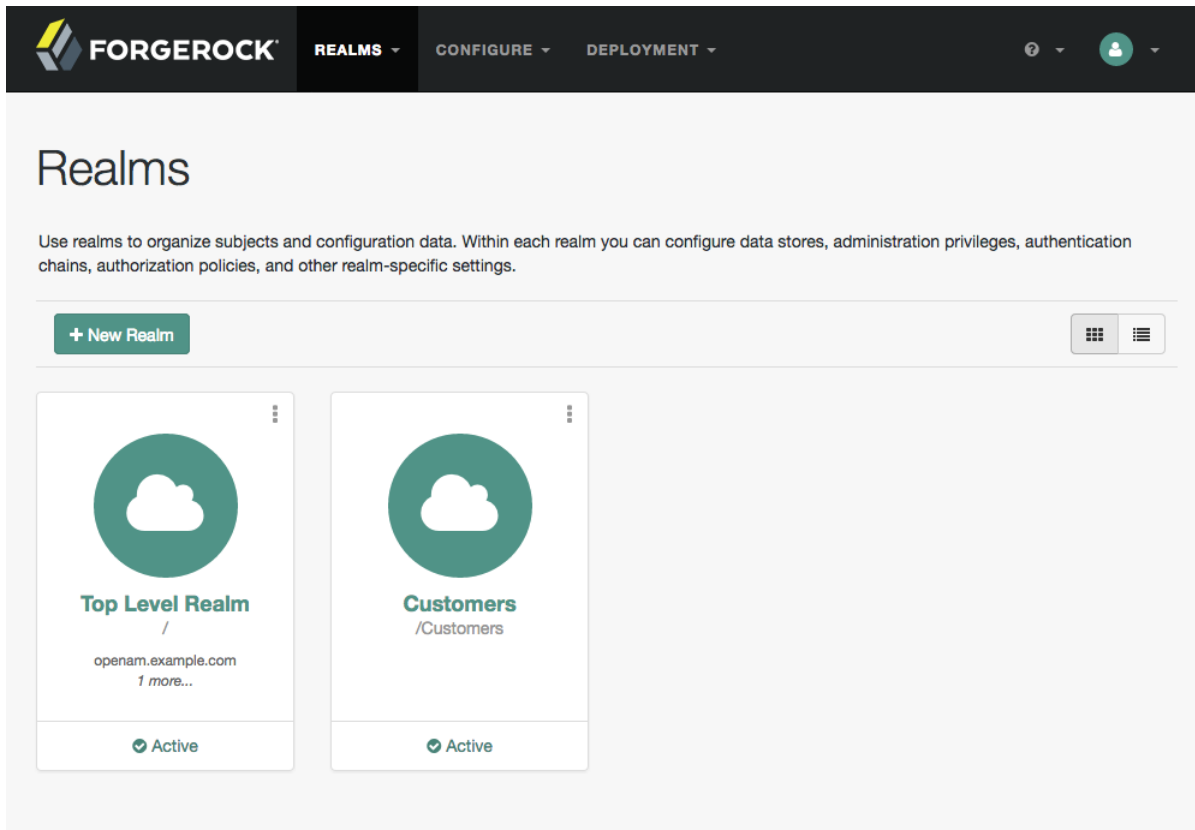 FORGEROCK
REALMS
CONFIGURE
DEPLOYMENT
Realms
Use realms to organize subjects and configuration data. Within each realm you can configure data stores, administration privileges, authentication
chains, authorization policies, and other realm-specific settings.
+ New Realm
Top Level Realm
/
openam.example.com
1 more...
Active
Customers
/Customers
Active